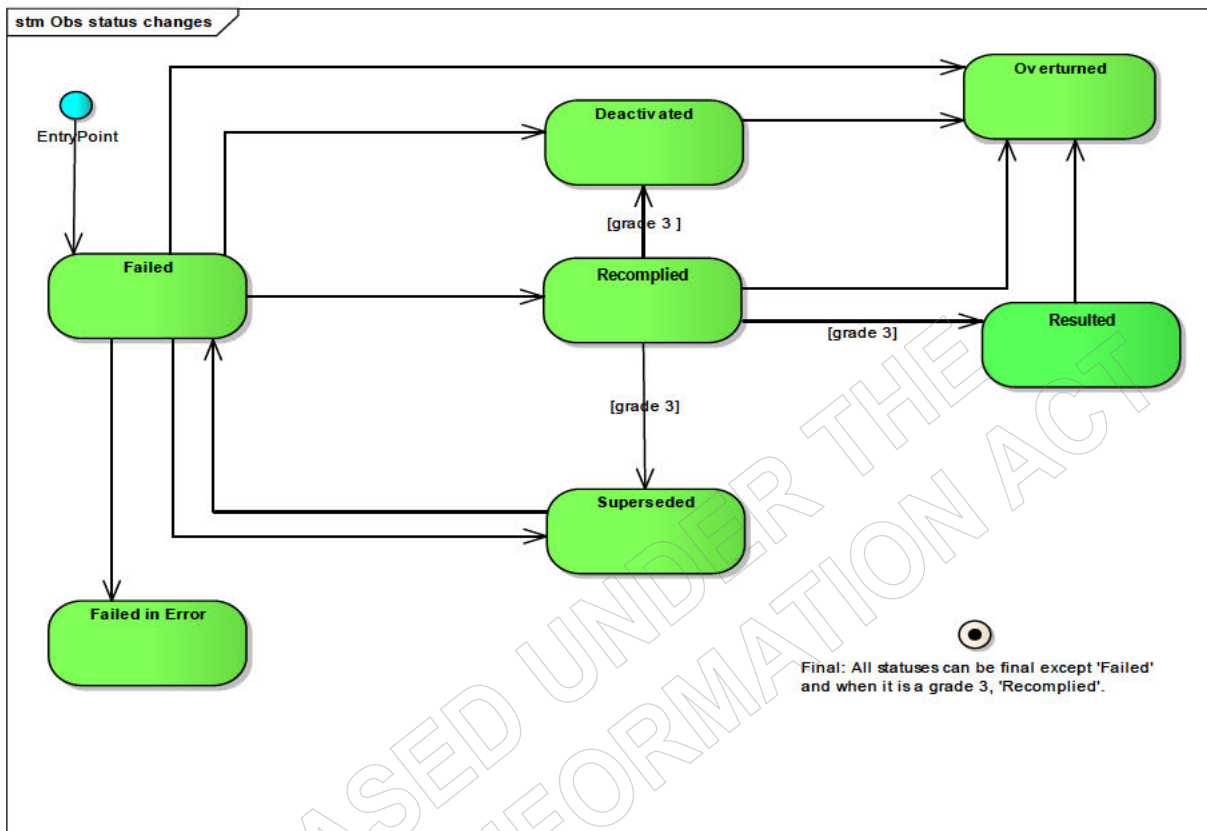 stm Obs status changes
Overturned
Deactivated
EntryPoint
[grade 3 ]
Failed
Recomplied
Resulted
[grade 3]
[grade 3]
Superseded
Failed in Error
Final: All statuses can be final except 'Failed'
and when it is a grade 3, 'Recomplied'.
ASED UNDER THE
FORMATION ACT